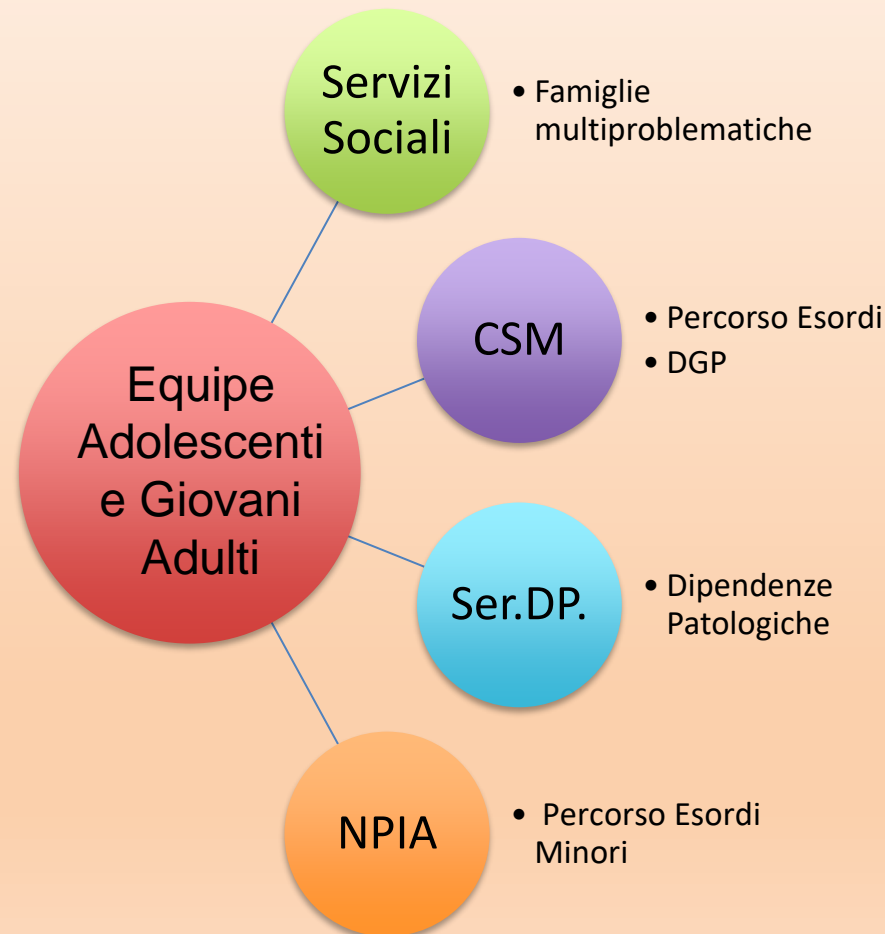 Servizi
Sociali
• Famiglie
multiproblematiche
CSM
• Percorso Esordi
• DGP
Equipe
Adolescenti
e Giovani
Adulti
Ser.DP.
• Dipendenze
Patologiche
NPIA
• Percorso Esordi
Minori